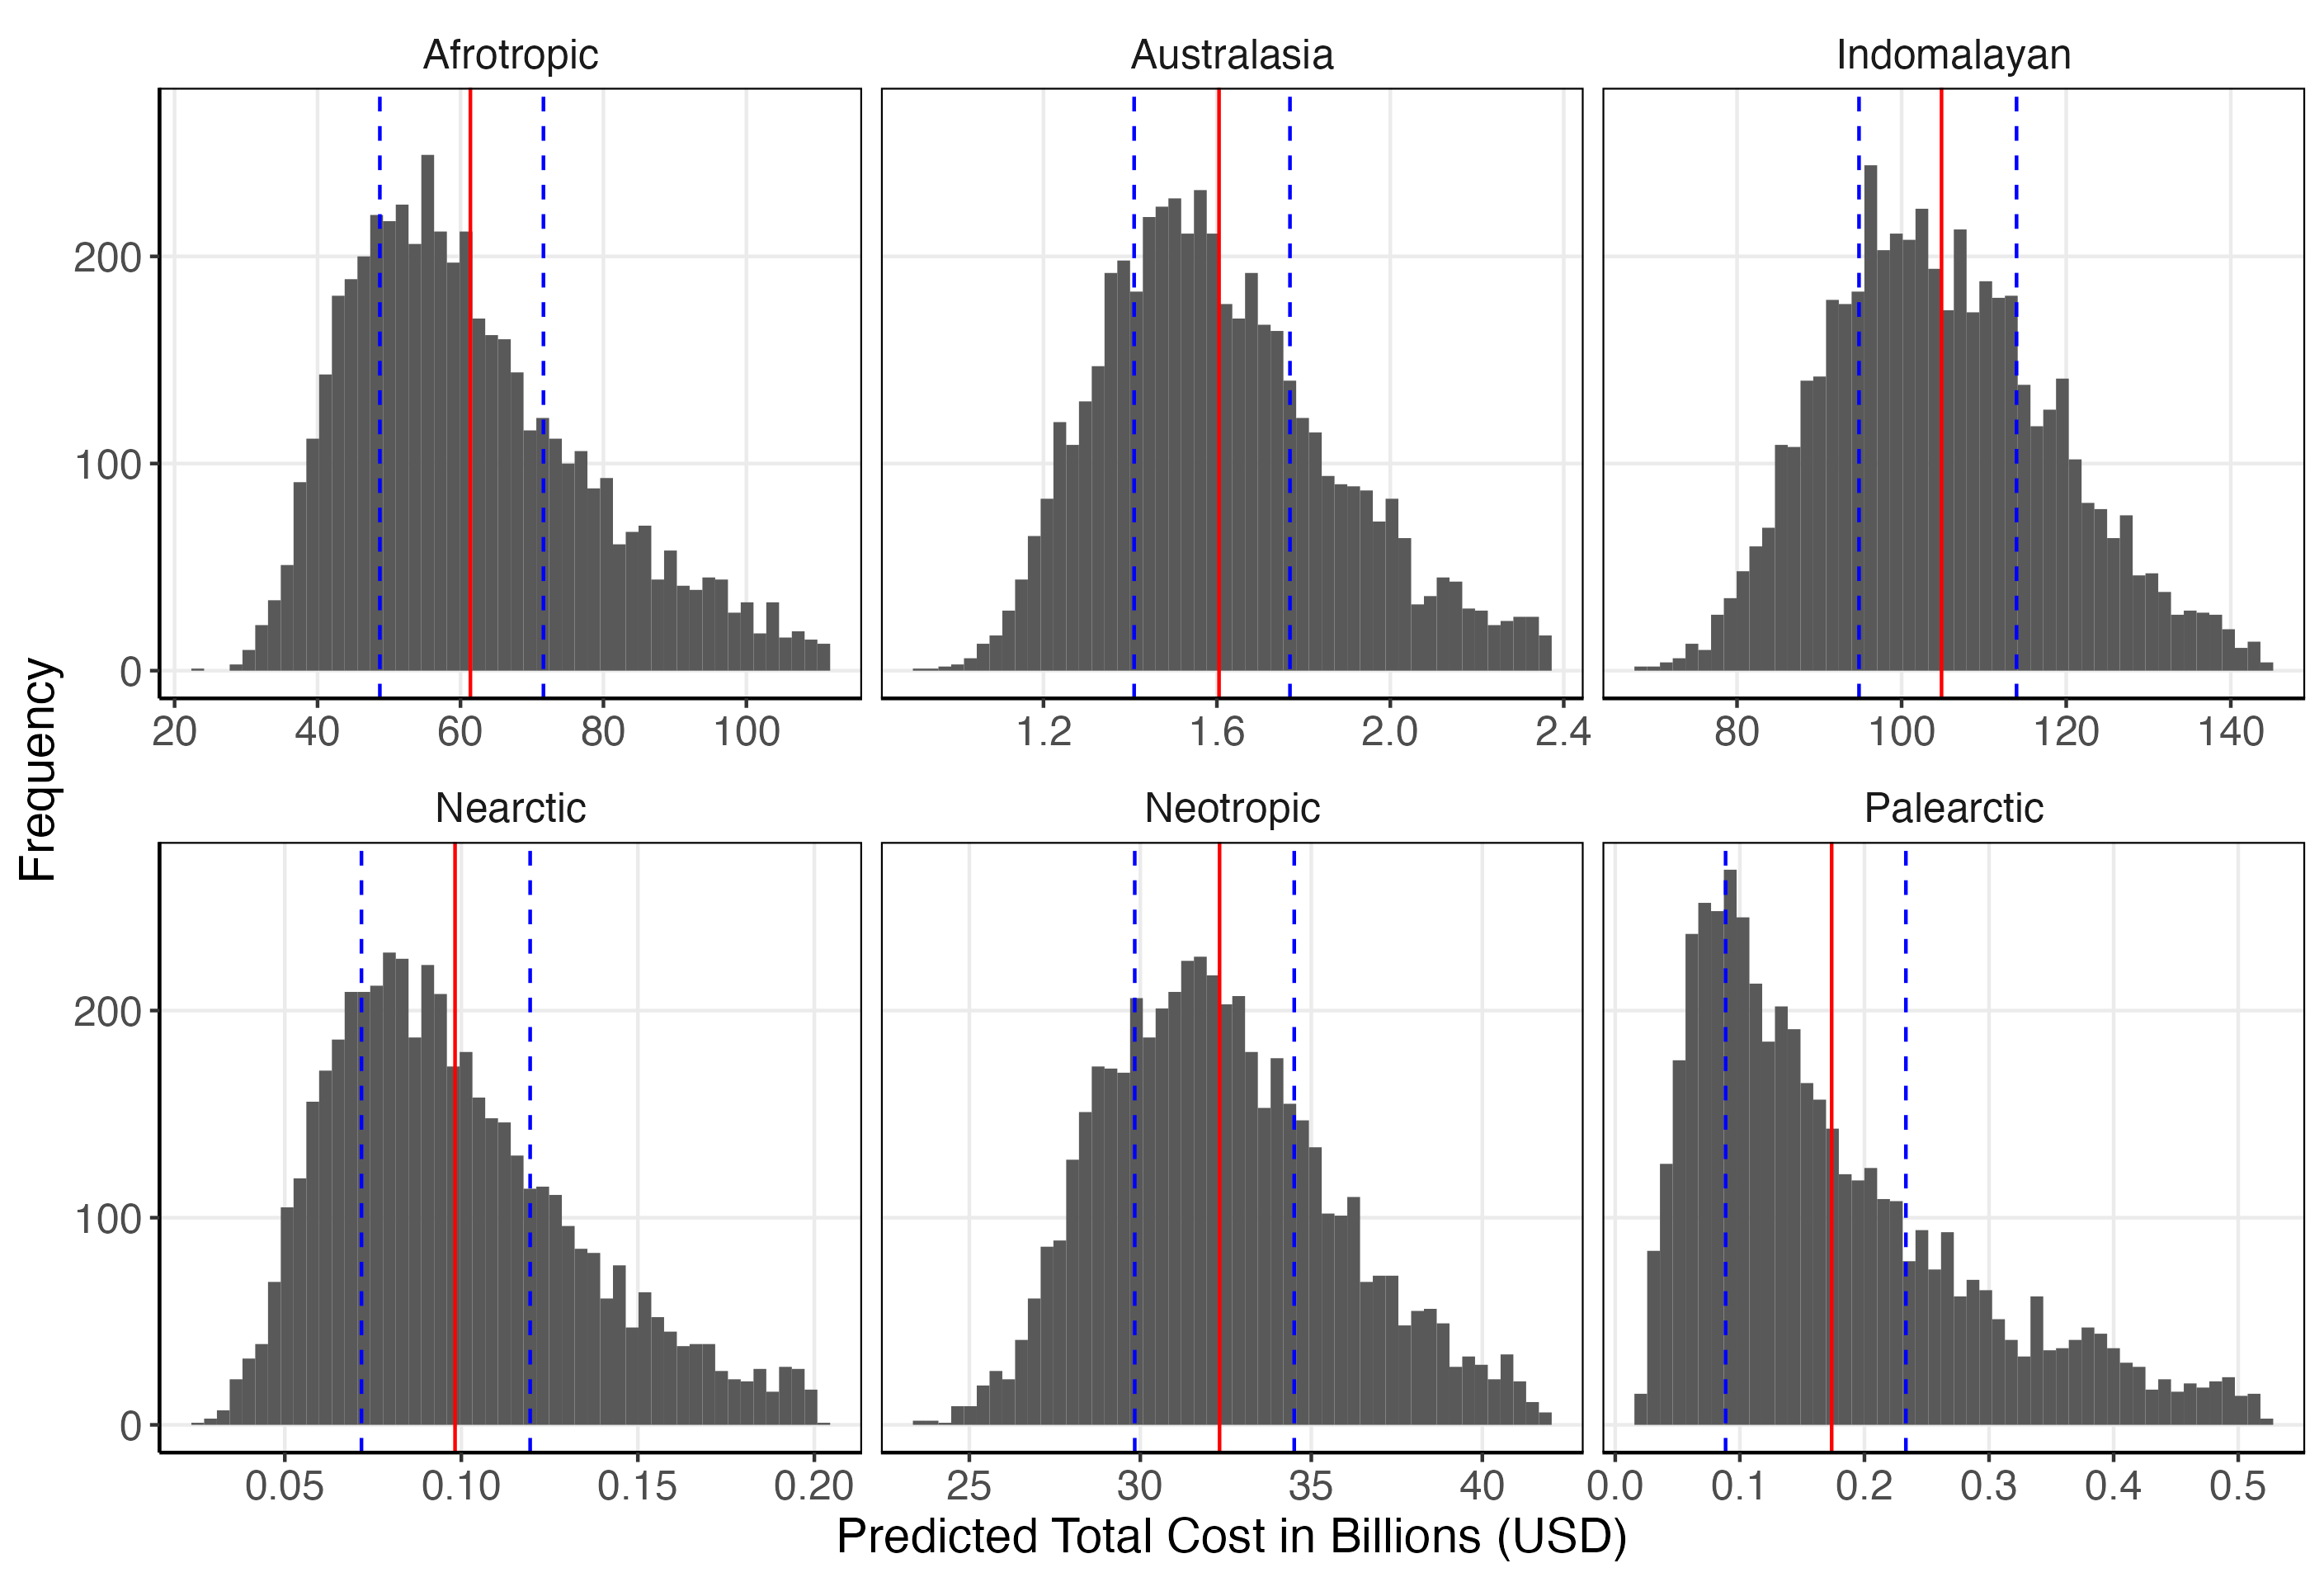 Afrotropic Australasia Indomalayan
200
100
0
20 40 60 80 100 1.2 1.6 2.0 2.4 80 100 120 140
Frequency
Nearctic Neotropic Palearctic
200
100
0
0.05 0.10 0.15 0.20 25 30 35 40 0.0 0.1 0.2 0.3 0.4 0.5
Predicted Total Cost in Billions (USD)